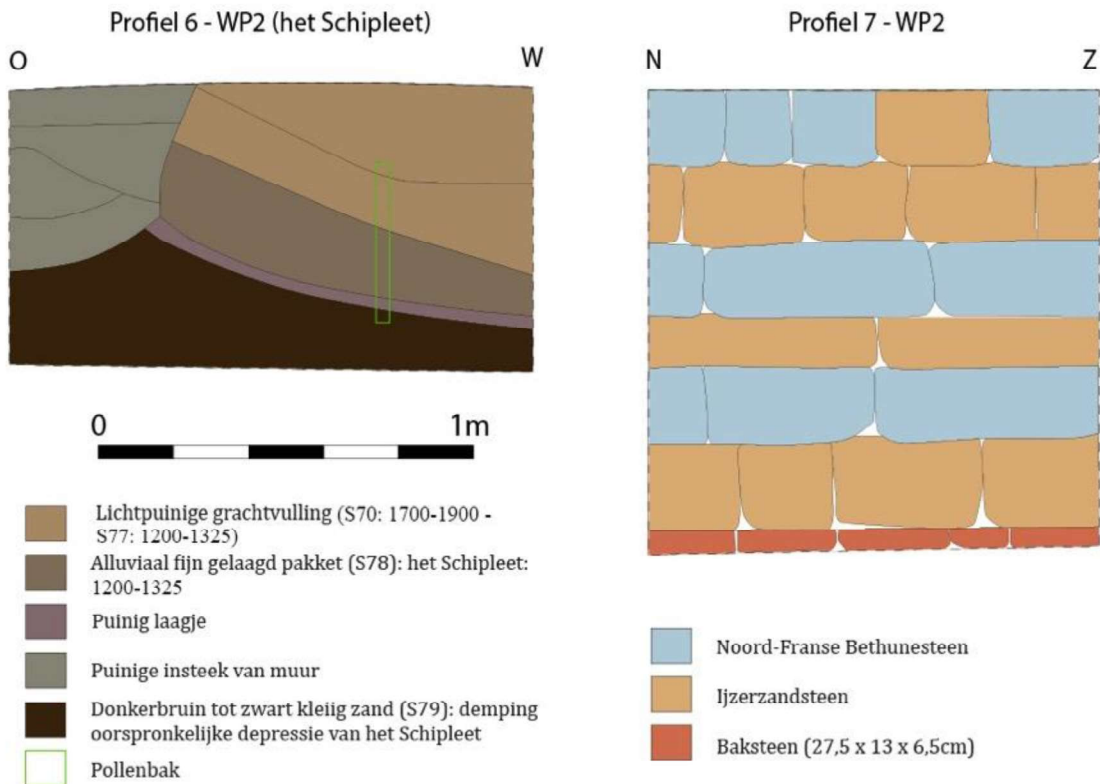 Profiel 6 - WP2 (het Schipleet)
O
W
0
1m
Lichtpuinige grachtvulling (S70: 1700-1900 -
S77: 1200-1325)
Alluviaal fijn gelaagd pakket (S78): het Schipleet:
1200-1325
Puinig laagje
Puinige insteek van muur
Donkerbruin tot zwart kleiig zand (S79): demping
oorspronkelijke depressie van het Schipleet
Pollenbak
Profiel 7 - WP2
N
Z
Noord-Franse Bethunesteen
Ijzerzandsteen
Baksteen (27,5 x 13 x 6,5cm)